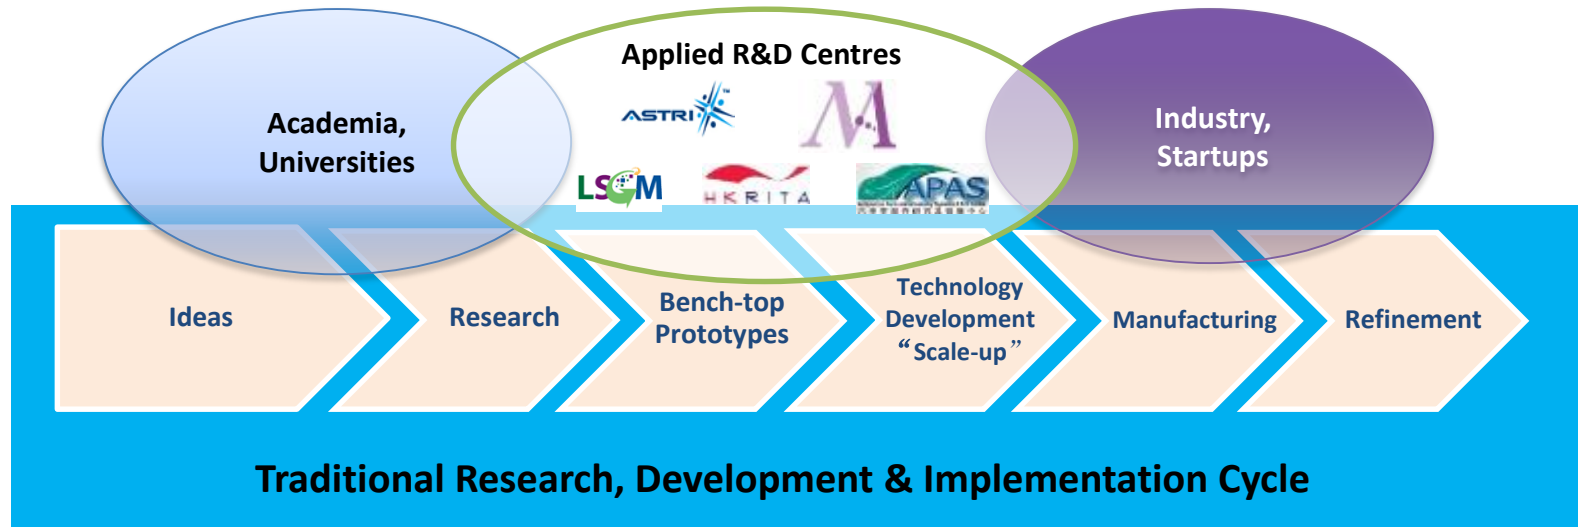 Applied R&D Centres
Academia,
Universities
ASTRI
Industry,
Startups
LSCM
HKRITA
APAS
Ideas
Research
Bench-top
Prototypes
Technology
Development
“Scale-up”
Manufacturing
Refinement
Traditional Research, Development & Implementation Cycle